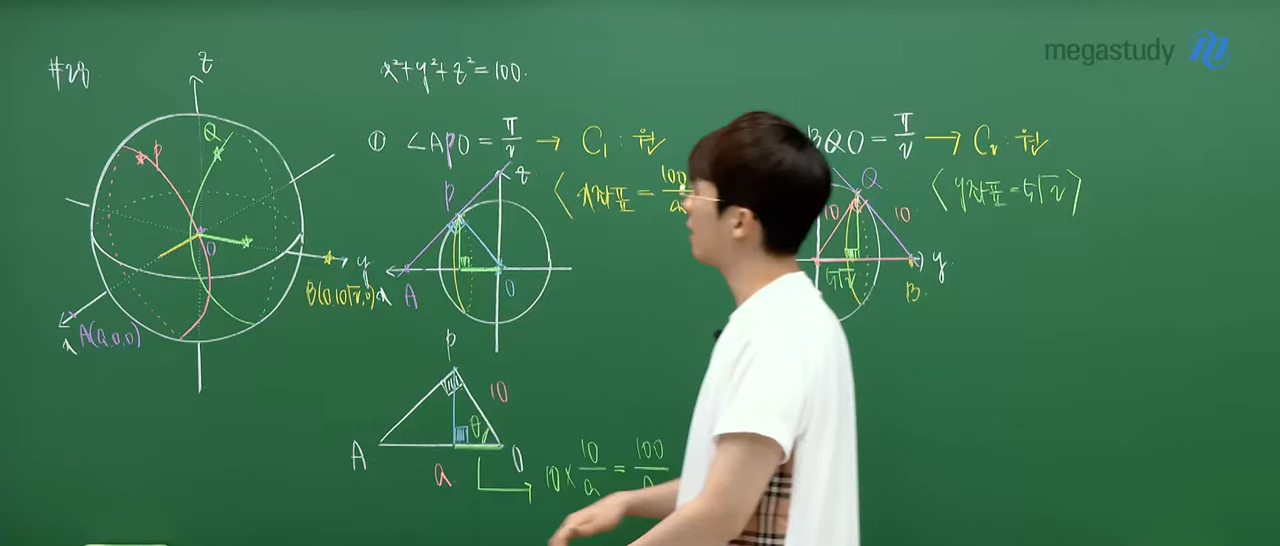 megastudy
#28
x²+y²+z²=100
① ∠APO = π/2 → C₁ : 원
BQO = π/2 → C₂ : 원
⟨ x좌표 = 100/a
⟨ y좌표 = 5√2 ⟩
z
Q
P
O
y
B(0,10√2,0)
A(a,0,0)
x
P
z
A
O
x
Q
10
10
5√2
B
y
P
10
θ
A
a
O
10 × 10/a = 100/a